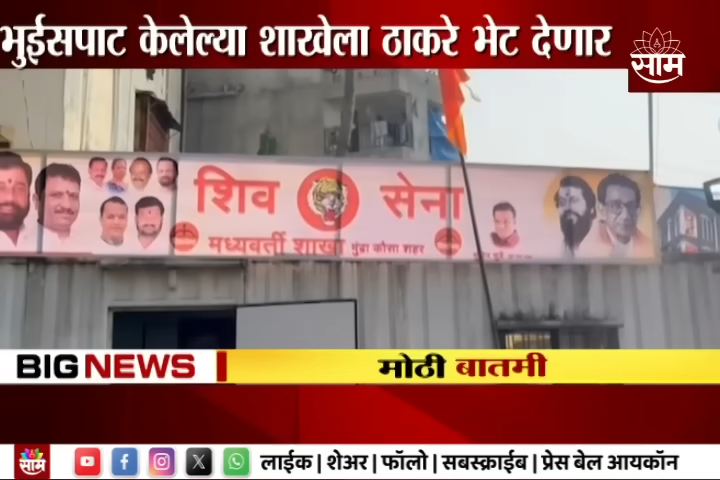 भुईसपाट केलेल्या शाखेला ठाकरे भेट देणार
साम
शिव सेना
मध्यवर्ती शाखा मुंब्रा कौसा शहर
BIG NEWS
मोठी बातमी
साम
लाईक | शेअर | फॉलो | सबस्क्राईब | प्रेस बेल आयकॉन